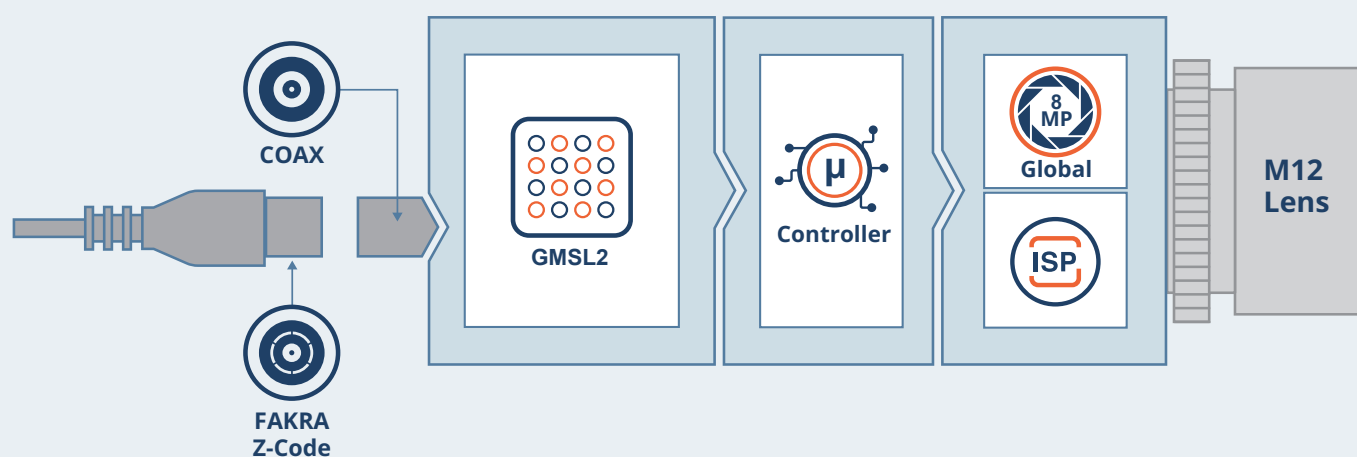 COAX
FAKRA
Z-Code
GMSL2
µ
Controller
8
MP
Global
ISP
M12
Lens